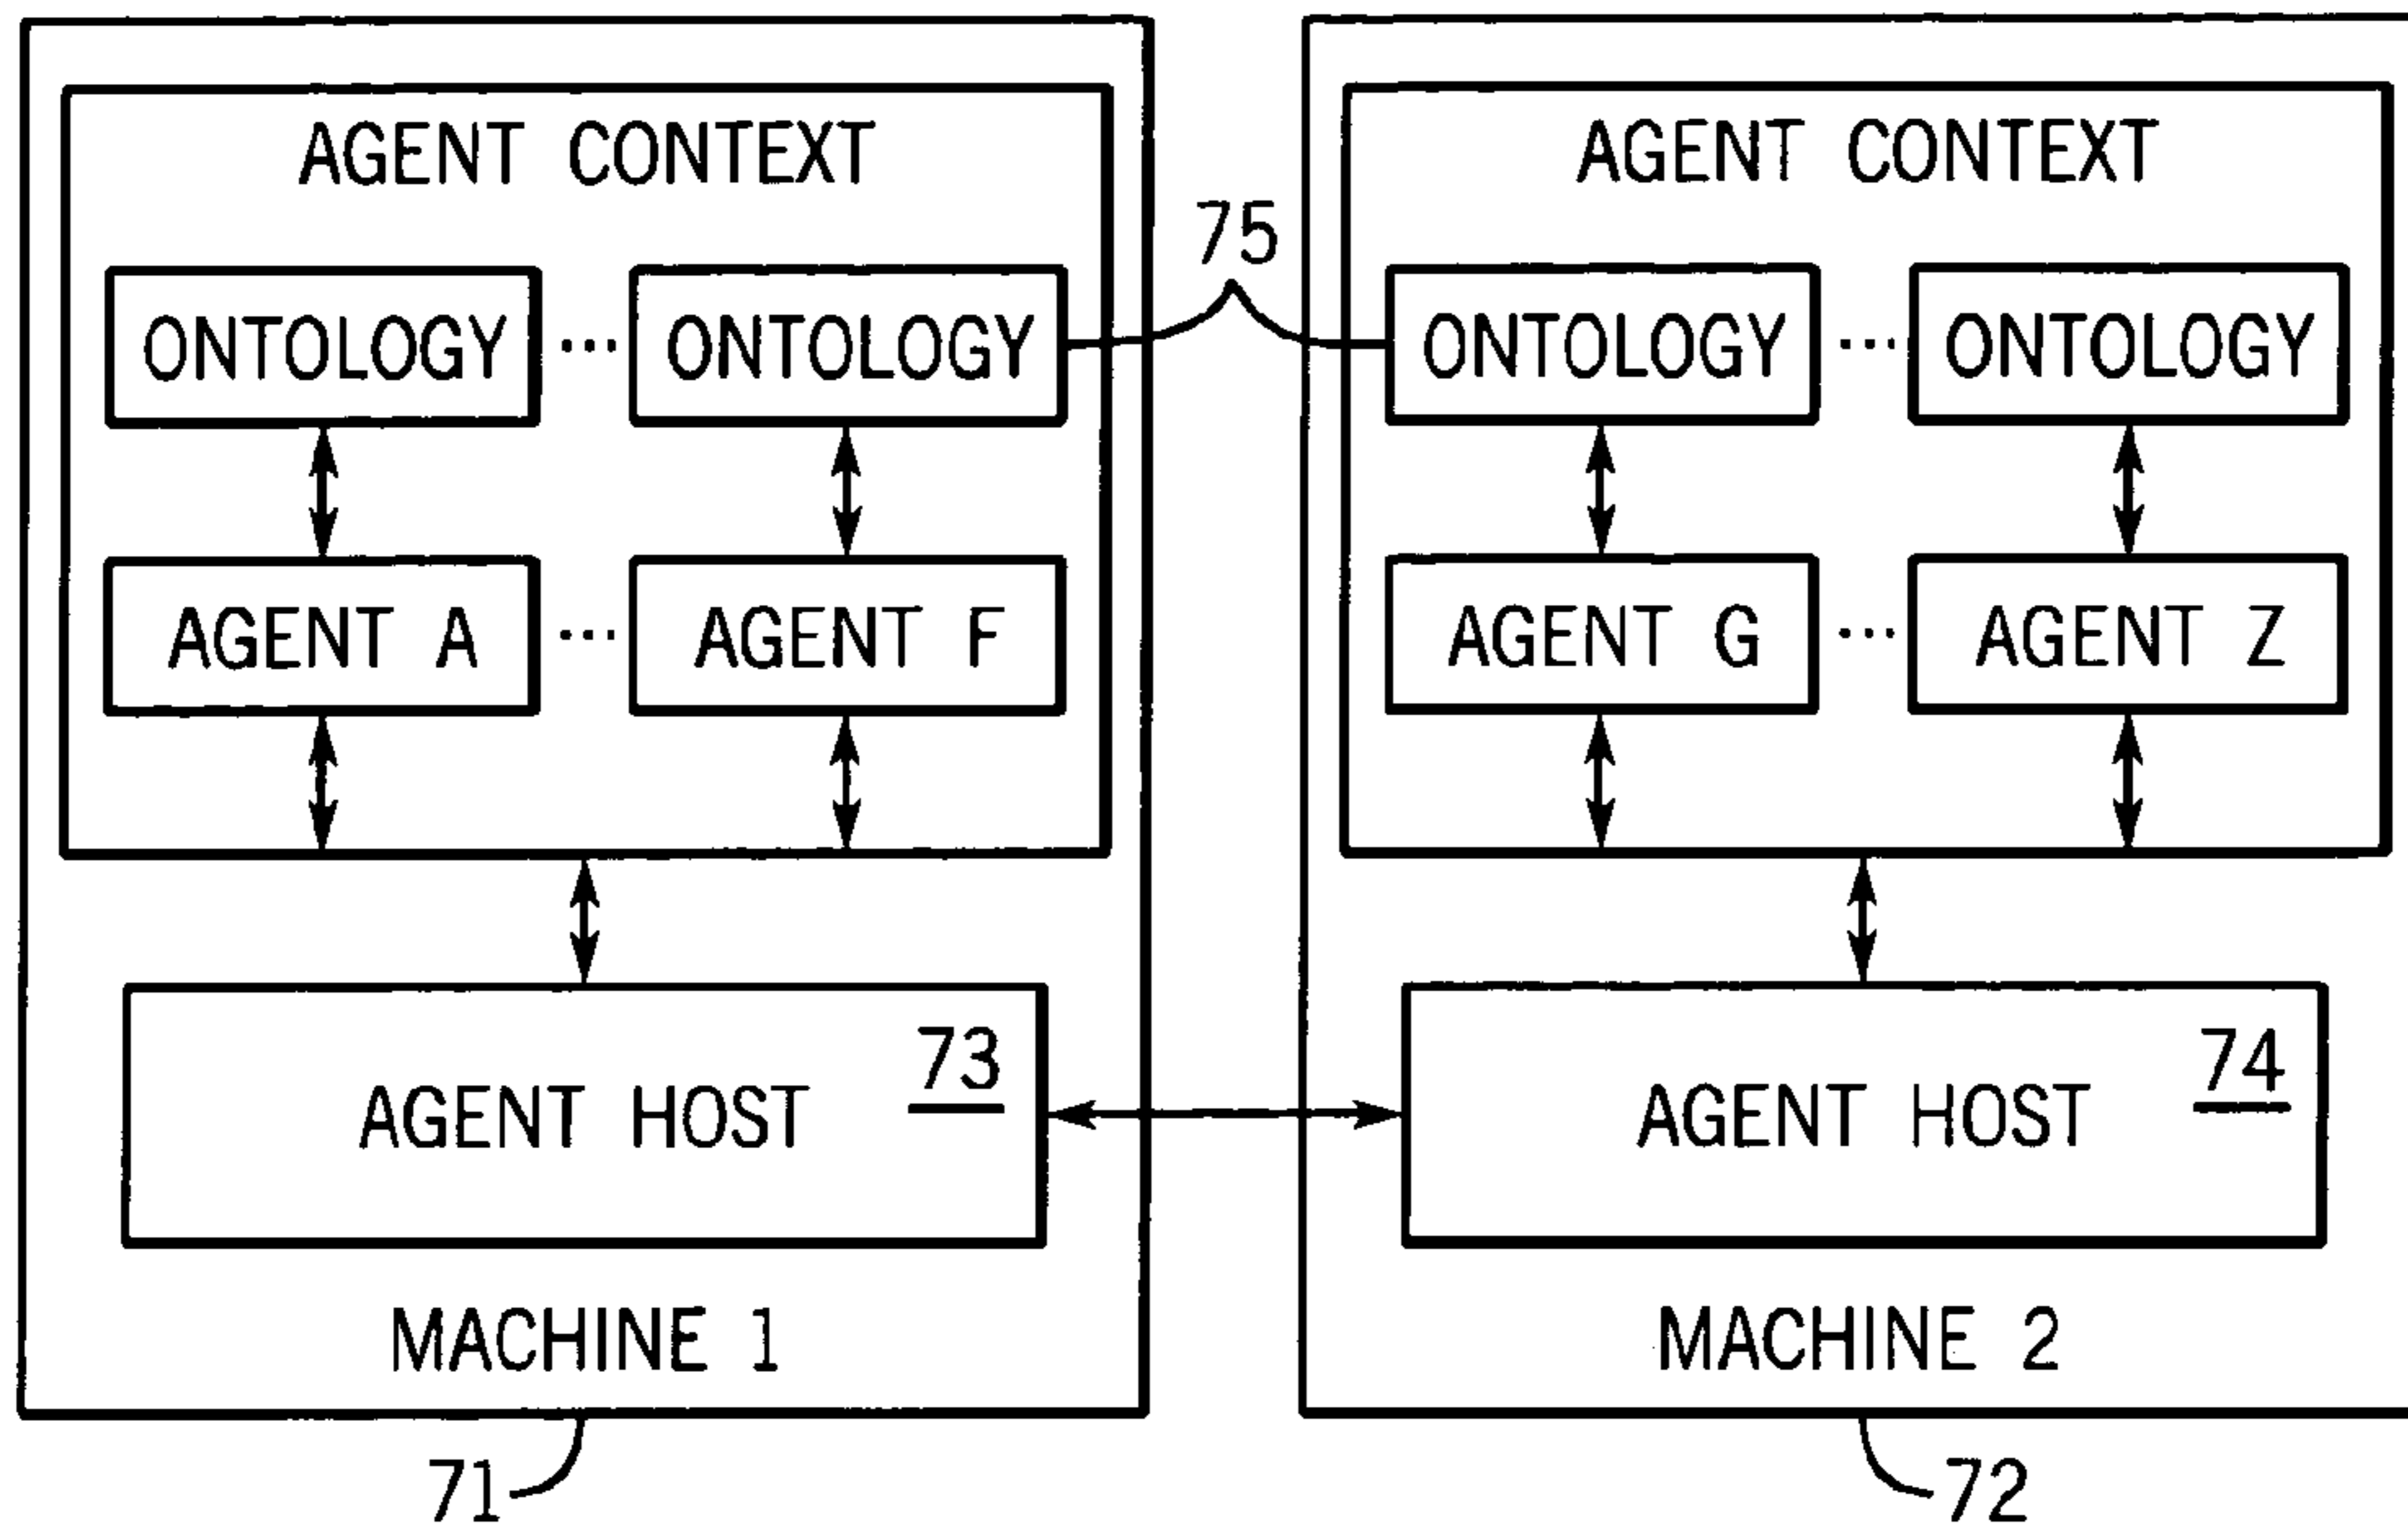 AGENT CONTEXT
AGENT CONTEXT
75
ONTOLOGY ... ONTOLOGY
ONTOLOGY ... ONTOLOGY
AGENT A ... AGENT F
AGENT G ... AGENT Z
73
AGENT HOST
74
AGENT HOST
MACHINE 1
MACHINE 2
71
72